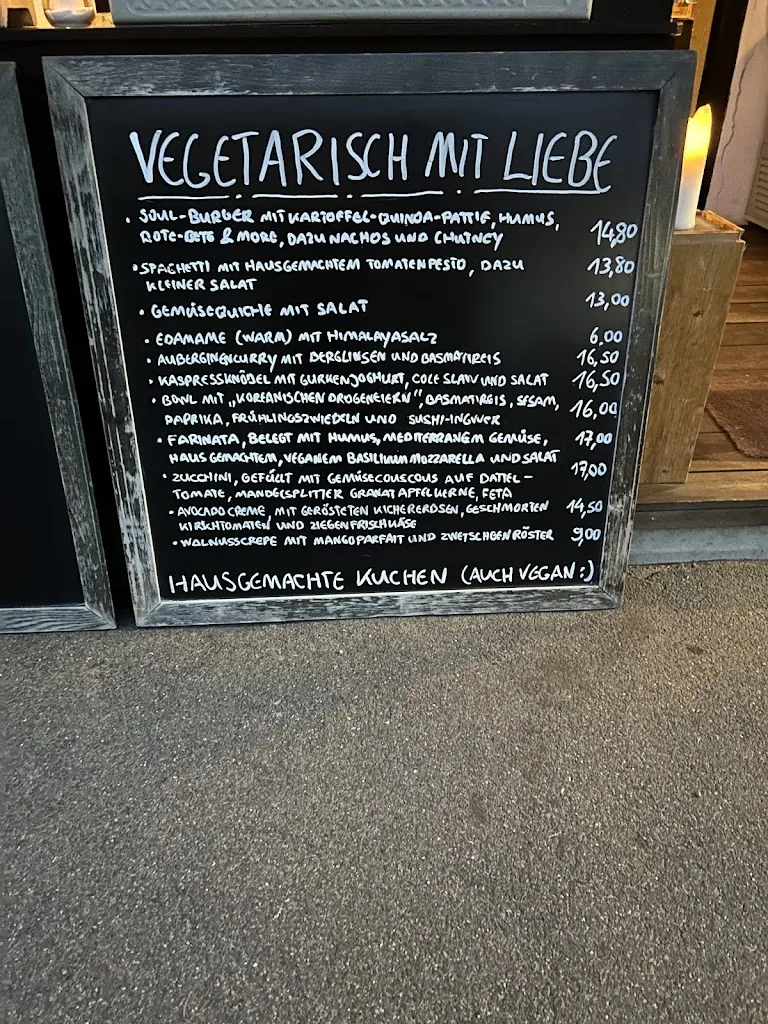 VEGETARISCH MIT LIEBE
• SOUL-BURGER MIT KARTOFFEL-QUINOA-PATTIE, HUMUS,
ROTE-BETE & MORE, DAZU NACHOS UND CHUTNEY 14,80
• SPAGHETTI MIT HAUSGEMACHTEM TOMATENPESTO, DAZU 13,80
KLEINER SALAT
• GEMÜSEQUICHE MIT SALAT 13,00
• EDAMAME (WARM) MIT HIMALAYASALZ 6,00
• AUBERGINENCURRY MIT BERGLINSEN UND BASMATIREIS 16,50
• KASPRESSKNÖDEL MIT GURKENJOGHURT, COLE SLAW UND SALAT 16,50
• BOWL MIT „KOREANISCHEN DROGENEIERN", BASMATIREIS, SESAM, 16,00
PAPRIKA, FRÜHLINGSZWIEBELN UND SUSHI-INGWER
• FARINATA, BELEGT MIT HUMUS, MEDITERRANEM GEMÜSE, 17,00
HAUSGEMACHTEM, VEGANEM BASILIKUM MOZZARELLA UND SALAT
• ZUCCHINI, GEFÜLLT MIT GEMÜSECOUSCOUS AUF DATTEL- 17,00
TOMATE, MANDELSPLITTER GRANATAPFELKERNE, FETA
• AVOCADOCREME, MIT GERÖSTETEN KICHERERBSEN, GESCHMORTEN 14,50
KIRSCHTOMATEN UND ZIEGENFRISCHKÄSE
• WALNUSSCREPE MIT MANGOPARFAIT UND ZWETSCHGENRÖSTER 9,00
HAUSGEMACHTE KUCHEN (AUCH VEGAN :)